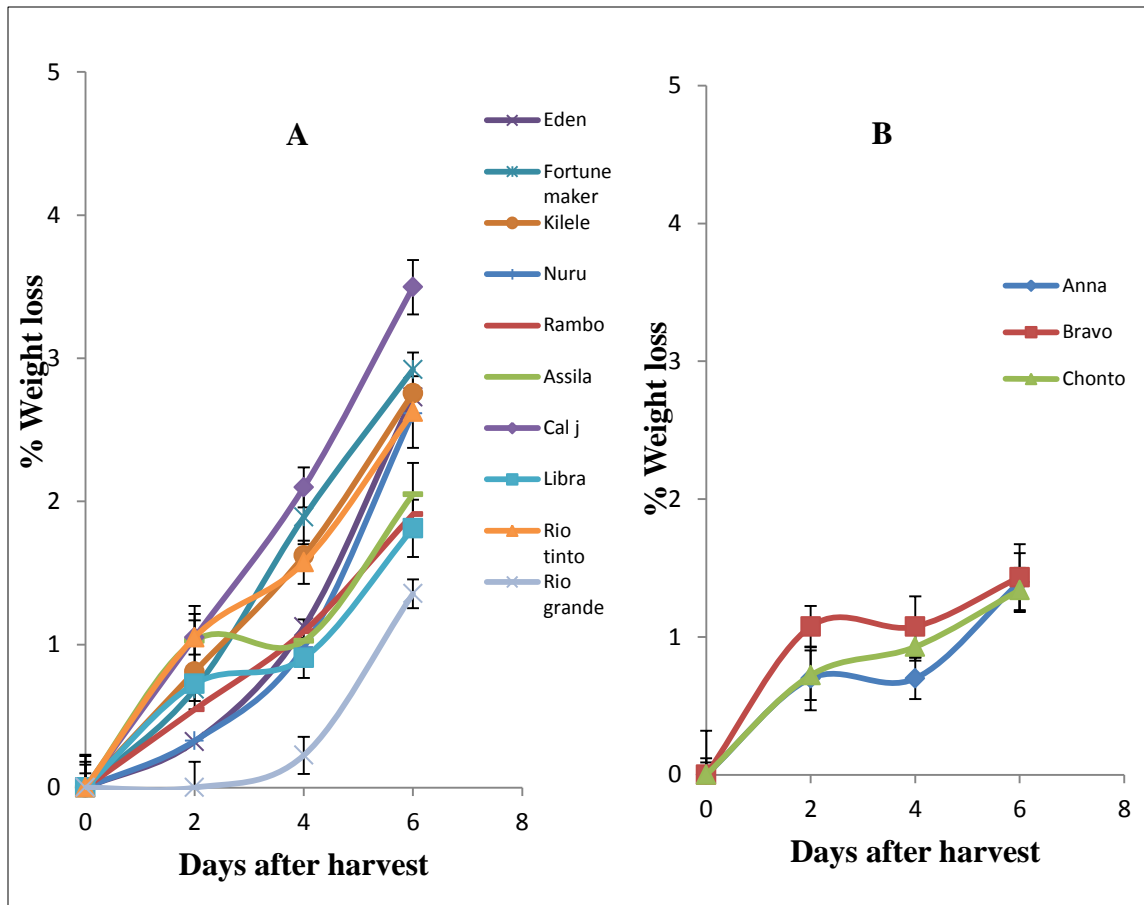 A
% Weight loss
5
4
3
2
1
0
0 2 4 6 8
Days after harvest
Eden
Fortune
maker
Kilele
Nuru
Rambo
Assila
Cal j
Libra
Rio
tinto
Rio
grande
B
% Weight loss
5
4
3
2
1
0
0 2 4 6 8
Days after harvest
Anna
Bravo
Chonto